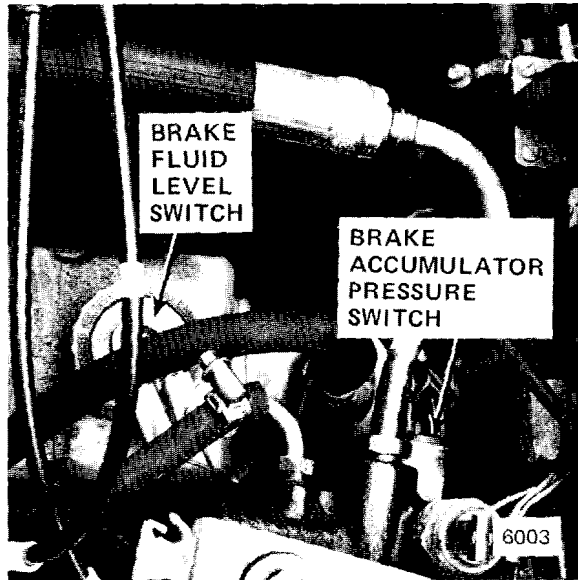 BRAKE
FLUID
LEVEL
SWITCH
BRAKE
ACCUMULATOR
PRESSURE
SWITCH
6003